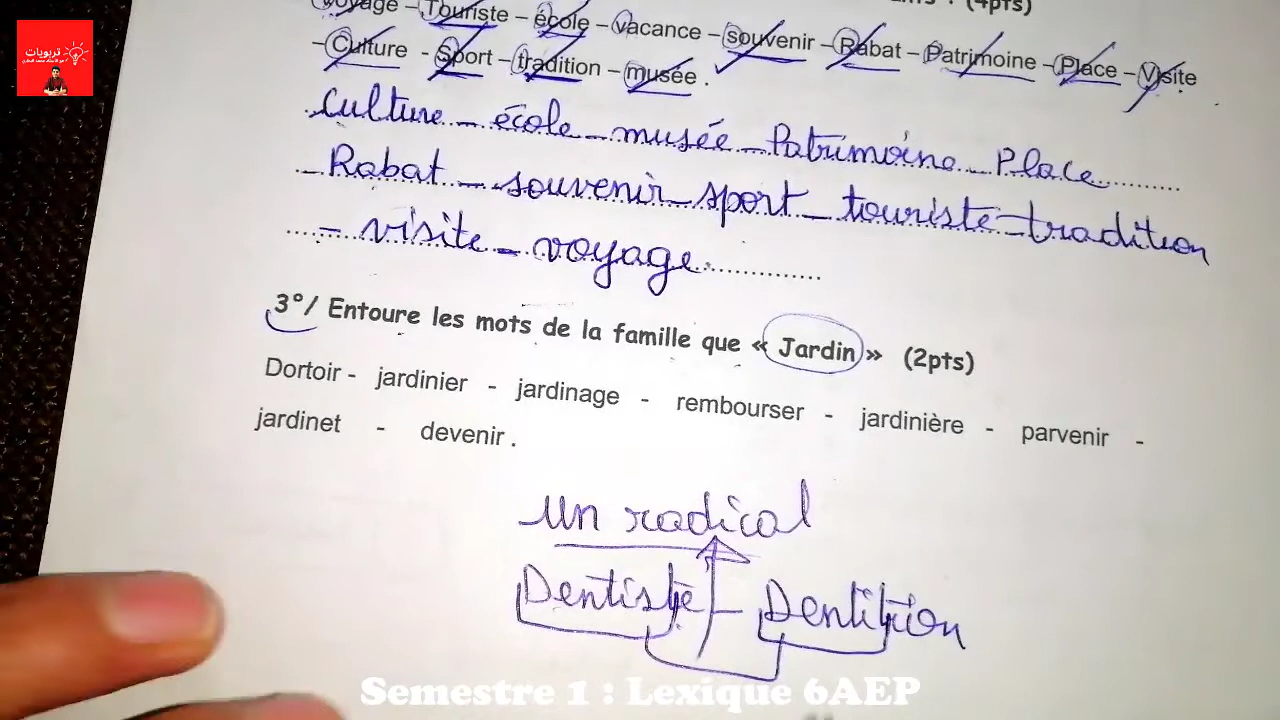 (4pts)
Voyage – Touriste – école – vacance – souvenir – Rabat – Patrimoine – Place – Visite
– Culture - Sport – tradition – musée .
Culture – école – musée – Patrimoine – Place
– Rabat – souvenir – sport – touriste – tradition
– visite – voyage
3°/ Entoure les mots de la famille que « Jardin » (2pts)
Dortoir - jardinier - jardinage - rembourser - jardinière - parvenir -
jardinet - devenir .
Un radical
Dentiste – Dentition
Semestre 1 : Lexique 6AEP
تربويات